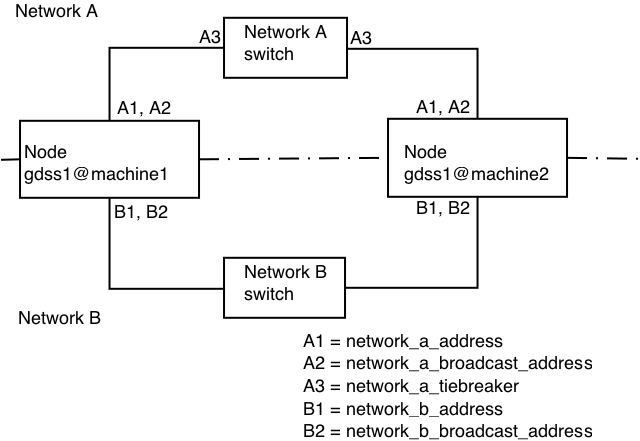 Network A
Network A
switch
A3
A3
A1, A2
A1, A2
Node
gdss1@machine1
Node
gdss1@machine2
B1, B2
B1, B2
Network B
switch
Network B
A1 = network_a_address
A2 = network_a_broadcast_address
A3 = network_a_tiebreaker
B1 = network_b_address
B2 = network_b_broadcast_address